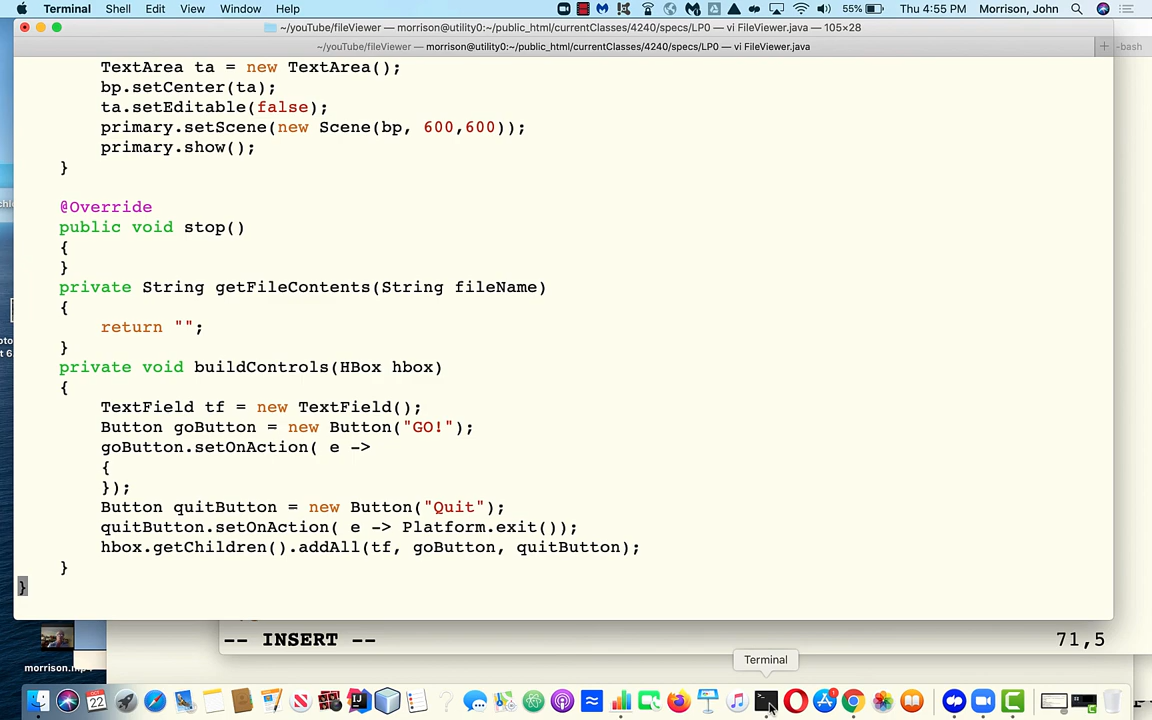 Terminal Shell Edit View Window Help 55% Thu 4:55 PM Morrison, John
~/youTube/fileViewer — morrison@utility0:~/public_html/currentClasses/4240/specs/LP0 — vi FileViewer.java — 105×28
~/youTube/fileViewer — morrison@utility0:~/public_html/currentClasses/4240/specs/LP0 — vi FileViewer.java
-bash
TextArea ta = new TextArea();
bp.setCenter(ta);
ta.setEditable(false);
primary.setScene(new Scene(bp, 600,600));
primary.show();
}
@Override
public void stop()
{
}
private String getFileContents(String fileName)
{
return "";
}
private void buildControls(HBox hbox)
{
TextField tf = new TextField();
Button goButton = new Button("GO!");
goButton.setOnAction( e ->
{
});
Button quitButton = new Button("Quit");
quitButton.setOnAction( e -> Platform.exit());
hbox.getChildren().addAll(tf, goButton, quitButton);
}
}
-- INSERT -- 71,5
Terminal
22